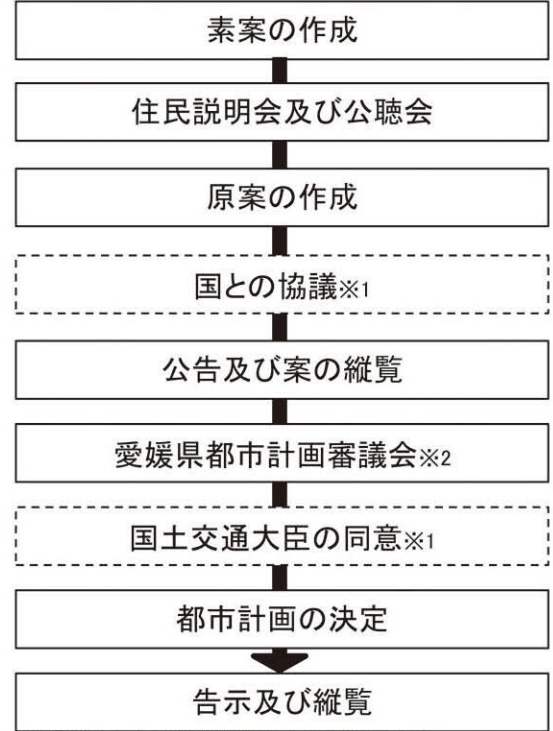 素案の作成
住民説明会及び公聴会
原案の作成
国との協議※1
公告及び案の縦覧
愛媛県都市計画審議会※2
国土交通大臣の同意※1
都市計画の決定
告示及び縦覧